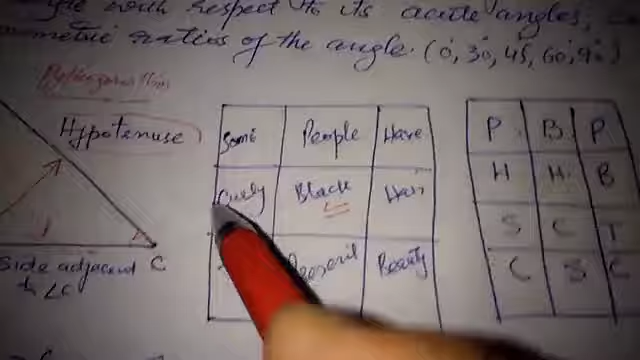 with respect to its acute angles,
ratios of the angle. (0°, 30°, 45, 60°, 90°)
Hypotenuse
Some People Have
Curly Black Hair
Beauty
P B P
H H B
S C T
C S C
Side adjacent C
to ∠C